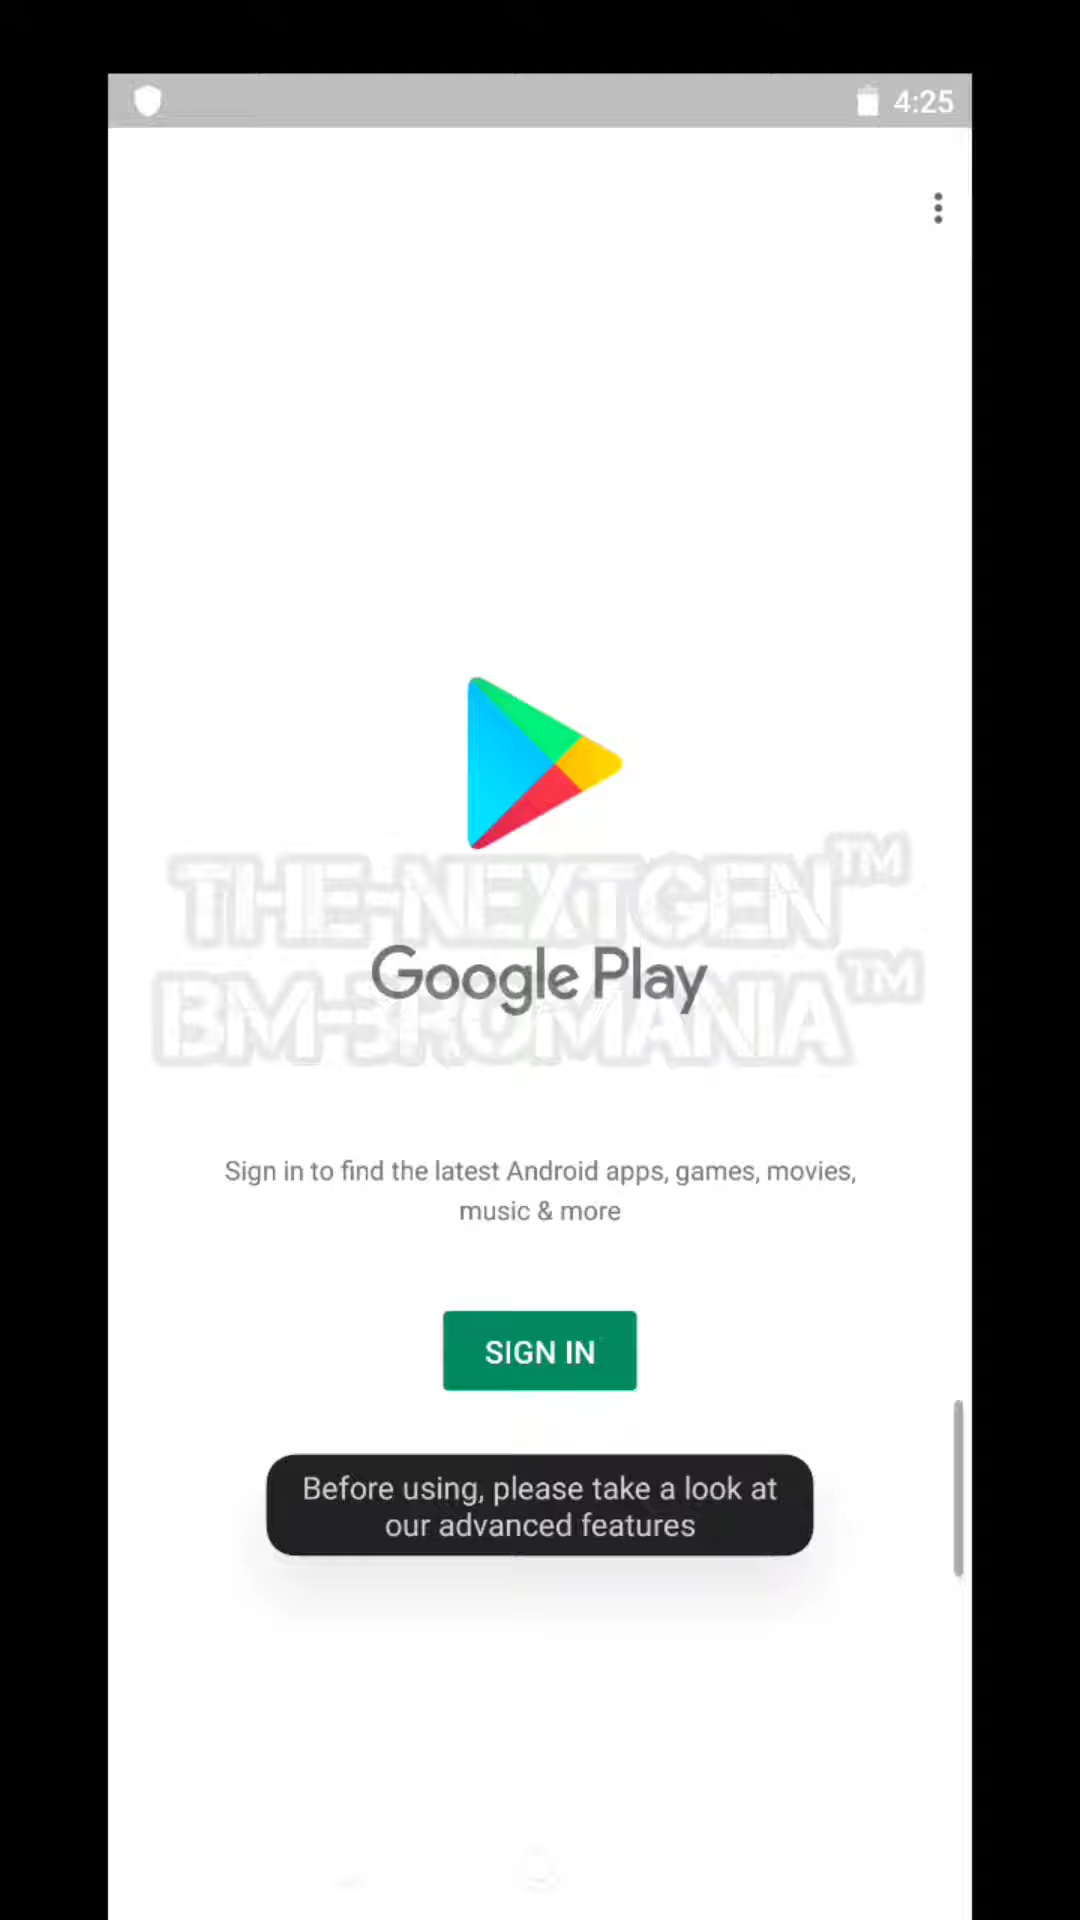 4:25
THE-NEXTGEN™
Google Play
BM-BROMANIA™
Sign in to find the latest Android apps, games, movies,
music & more
SIGN IN
Before using, please take a look at
our advanced features